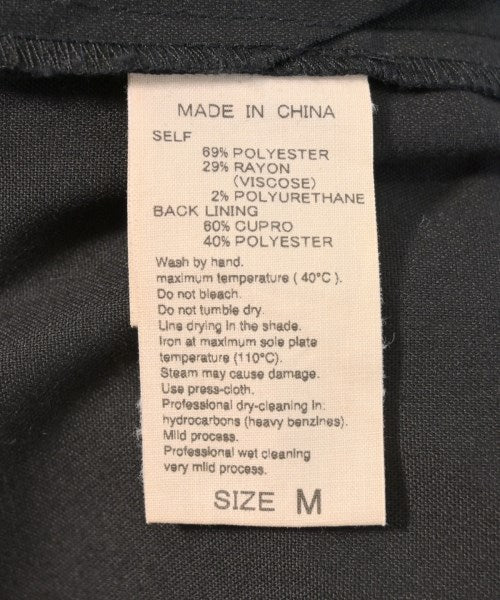 MADE IN CHINA
SELF
69% POLYESTER
29% RAYON
(VISCOSE)
2% POLYURETHANE
BACK LINING
60% CUPRO
40% POLYESTER
Wash by hand.
maximum temperature ( 40°C ).
Do not bleach.
Do not tumble dry.
Line drying in the shade.
Iron at maximum sole plate
temperature (110°C).
Steam may cause damage.
Use press-cloth.
Professional dry-cleaning in:
hydrocarbons (heavy benzines).
Mild process.
Professional wet cleaning
very mild process.
SIZE M